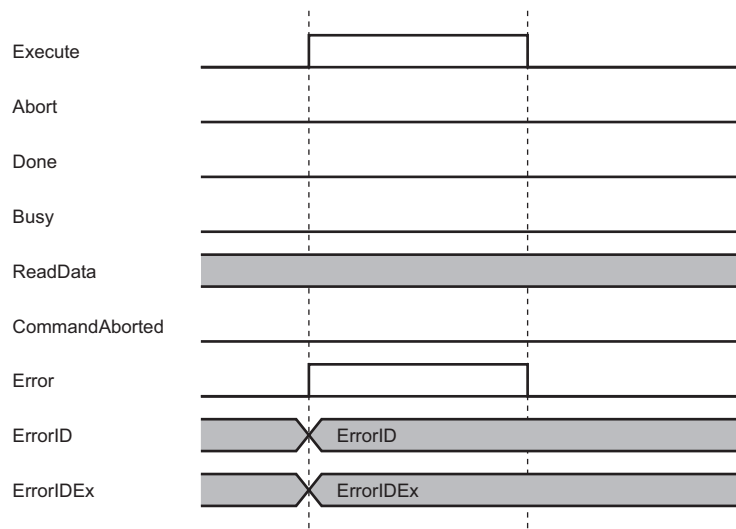 Execute
Abort
Done
Busy
ReadData
CommandAborted
Error
ErrorID
ErrorID
ErrorIDEx
ErrorIDEx